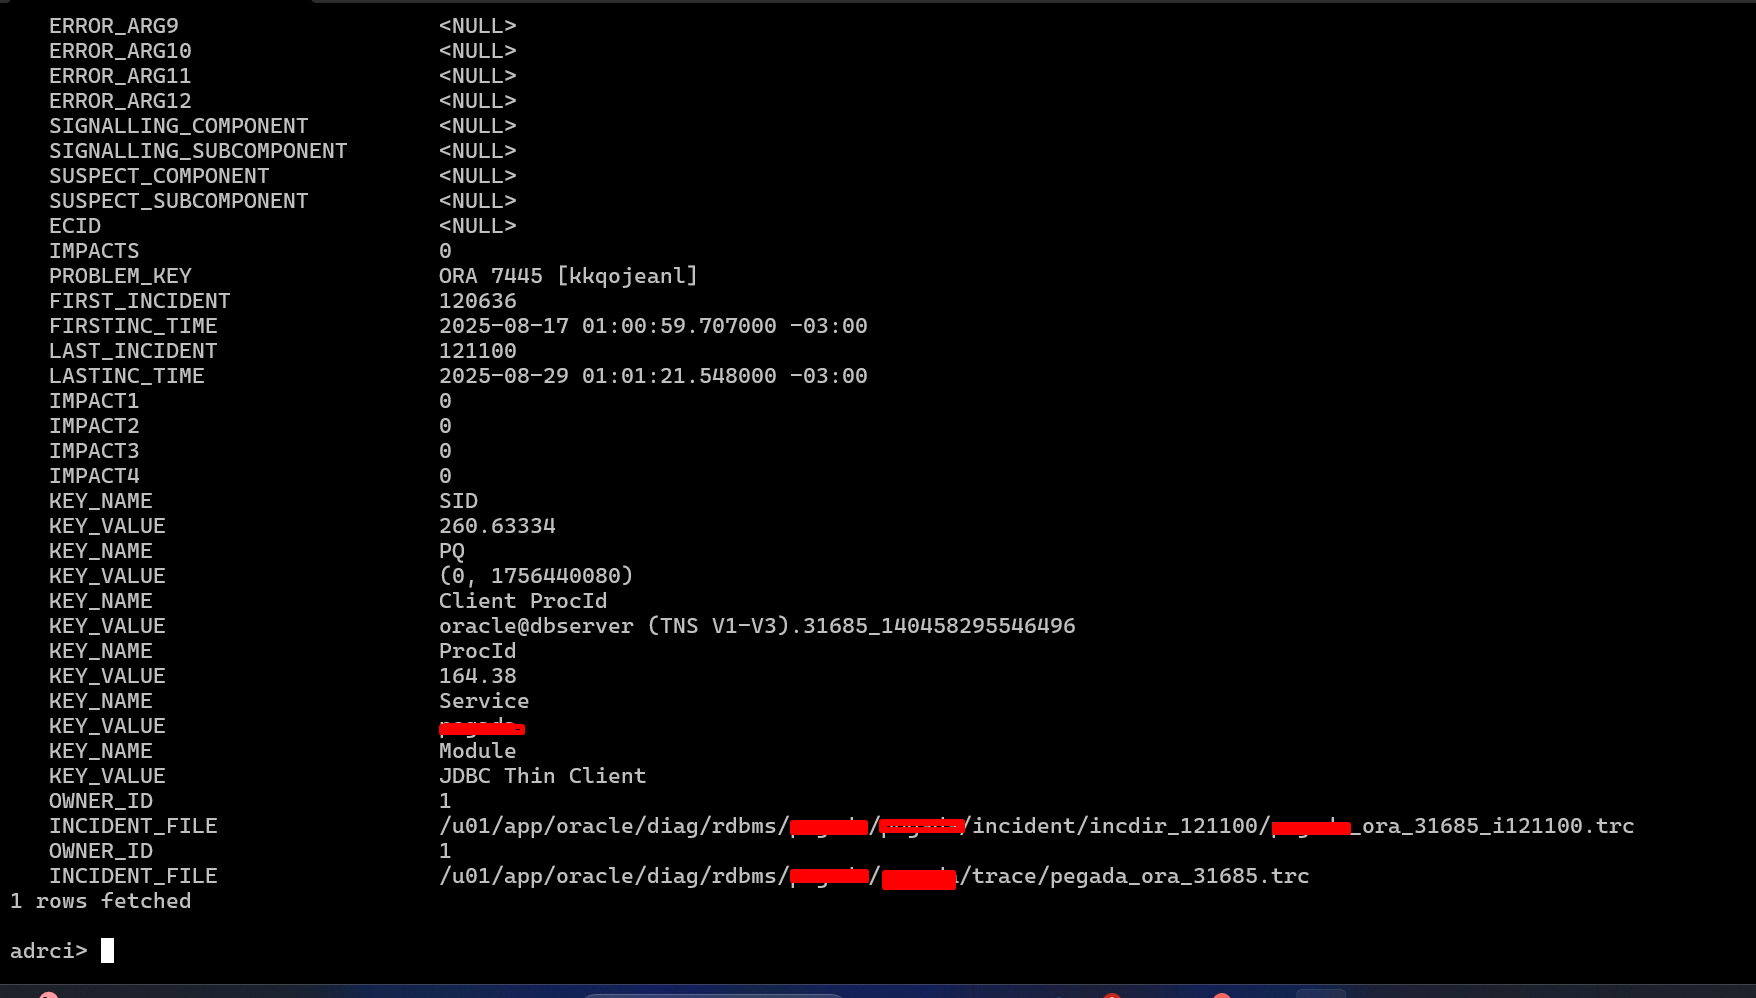 ERROR_ARG9 <NULL>
ERROR_ARG10 <NULL>
ERROR_ARG11 <NULL>
ERROR_ARG12 <NULL>
SIGNALLING_COMPONENT <NULL>
SIGNALLING_SUBCOMPONENT <NULL>
SUSPECT_COMPONENT <NULL>
SUSPECT_SUBCOMPONENT <NULL>
ECID <NULL>
IMPACTS 0
PROBLEM_KEY ORA 7445 [kkqojeanl]
FIRST_INCIDENT 120636
FIRSTINC_TIME 2025-08-17 01:00:59.707000 -03:00
LAST_INCIDENT 121100
LASTINC_TIME 2025-08-29 01:01:21.548000 -03:00
IMPACT1 0
IMPACT2 0
IMPACT3 0
IMPACT4 0
KEY_NAME SID
KEY_VALUE 260.63334
KEY_NAME PQ
KEY_VALUE (0, 1756440080)
KEY_NAME Client ProcId
KEY_VALUE oracle@dbserver (TNS V1-V3).31685_140458295546496
KEY_NAME ProcId
KEY_VALUE 164.38
KEY_NAME Service
KEY_VALUE
KEY_NAME Module
KEY_VALUE JDBC Thin Client
OWNER_ID 1
INCIDENT_FILE /u01/app/oracle/diag/rdbms/ / /incident/incdir_121100/ _ora_31685_i121100.trc
OWNER_ID 1
INCIDENT_FILE /u01/app/oracle/diag/rdbms/ / /trace/pegada_ora_31685.trc
1 rows fetched
adrci>